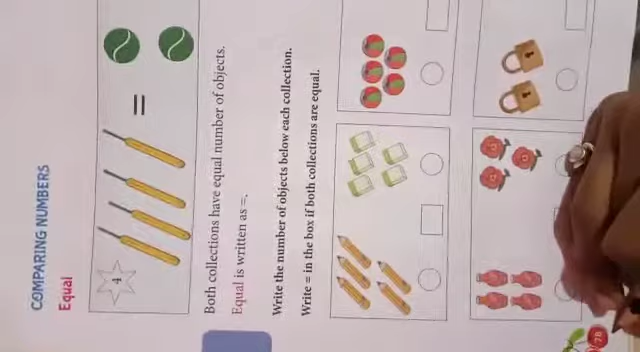 COMPARING NUMBERS
Equal
4
=
Both collections have equal number of objects.
Equal is written as =.
Write the number of objects below each collection.
Write = in the box if both collections are equal.
78